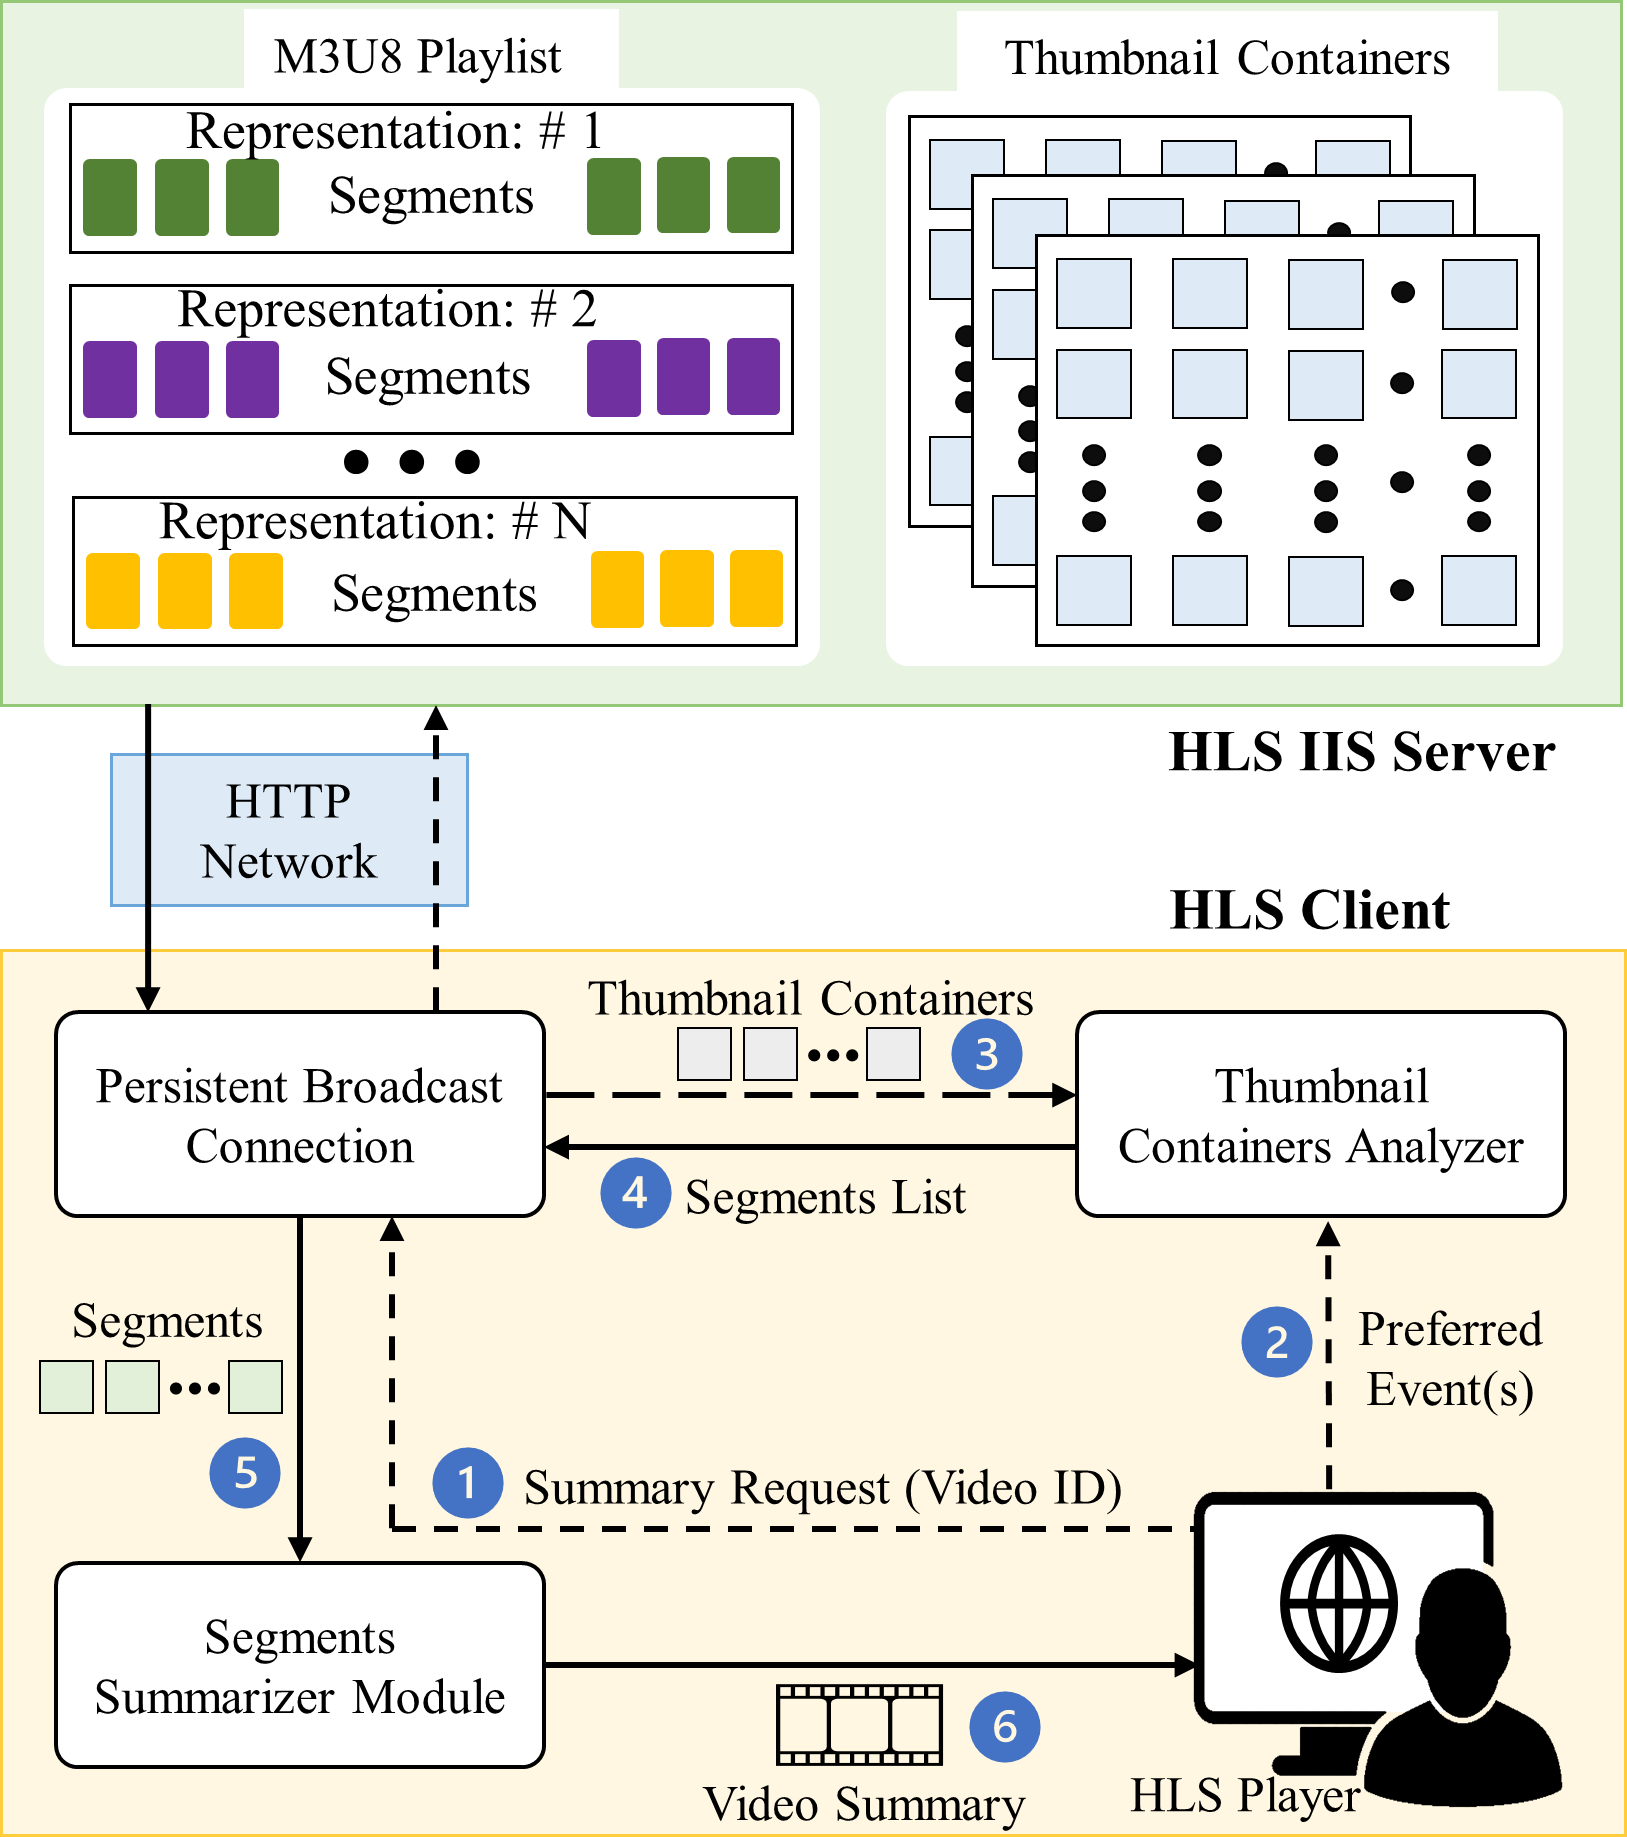 M3U8 Playlist
Thumbnail Containers
Representation: # 1
Segments
Representation: # 2
Segments
Representation: # N
Segments
HLS IIS Server
HTTP
Network
HLS Client
Thumbnail Containers
3
Persistent Broadcast
Connection
Thumbnail
Containers Analyzer
4 Segments List
Segments
2
Preferred
Event(s)
5
1 Summary Request (Video ID)
Segments
Summarizer Module
6
Video Summary
HLS Player